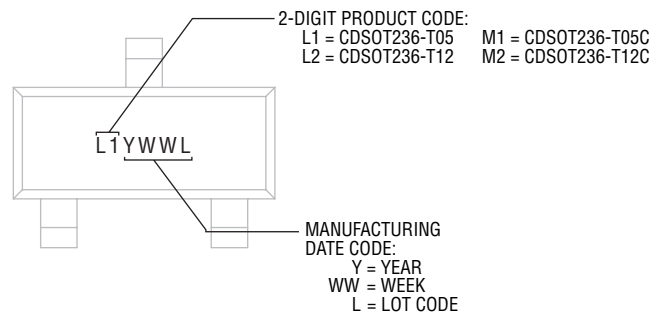 2-DIGIT PRODUCT CODE:
L1 = CDSOT236-T05 M1 = CDSOT236-T05C
L2 = CDSOT236-T12 M2 = CDSOT236-T12C
L1YWWL
MANUFACTURING
DATE CODE:
Y = YEAR
WW = WEEK
L = LOT CODE